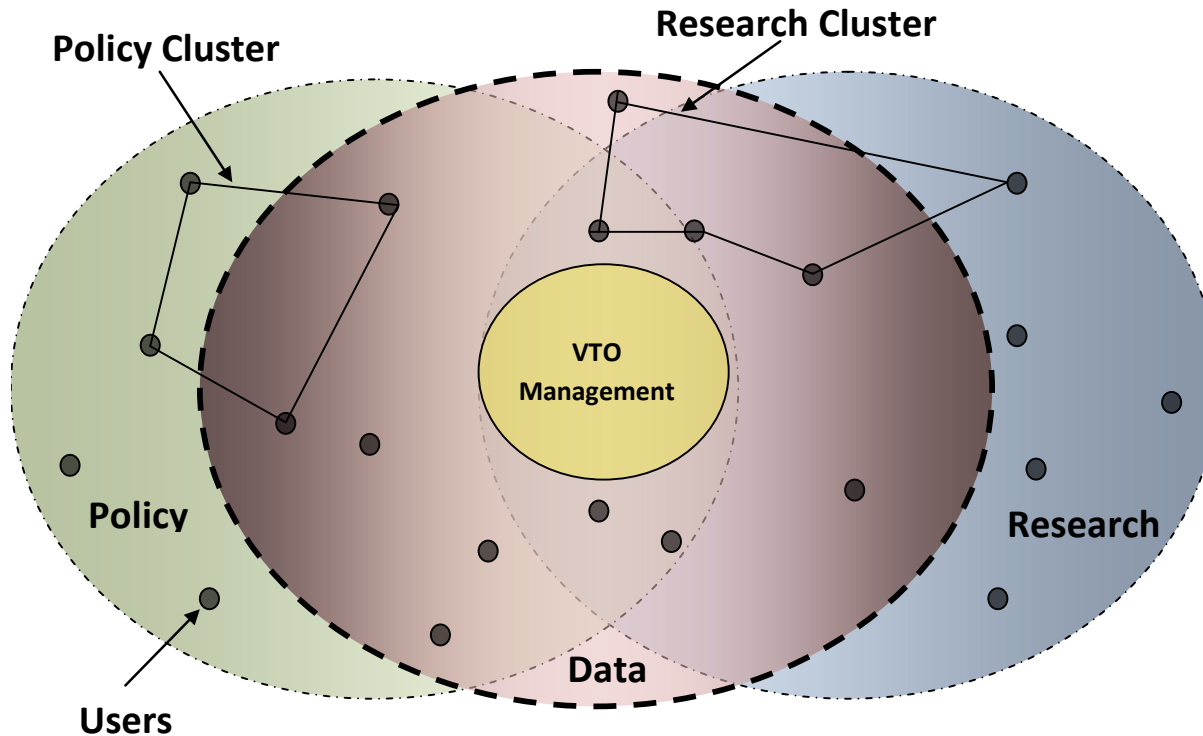 Research Cluster
Policy Cluster
VTO
Management
Policy
Research
Data
Users